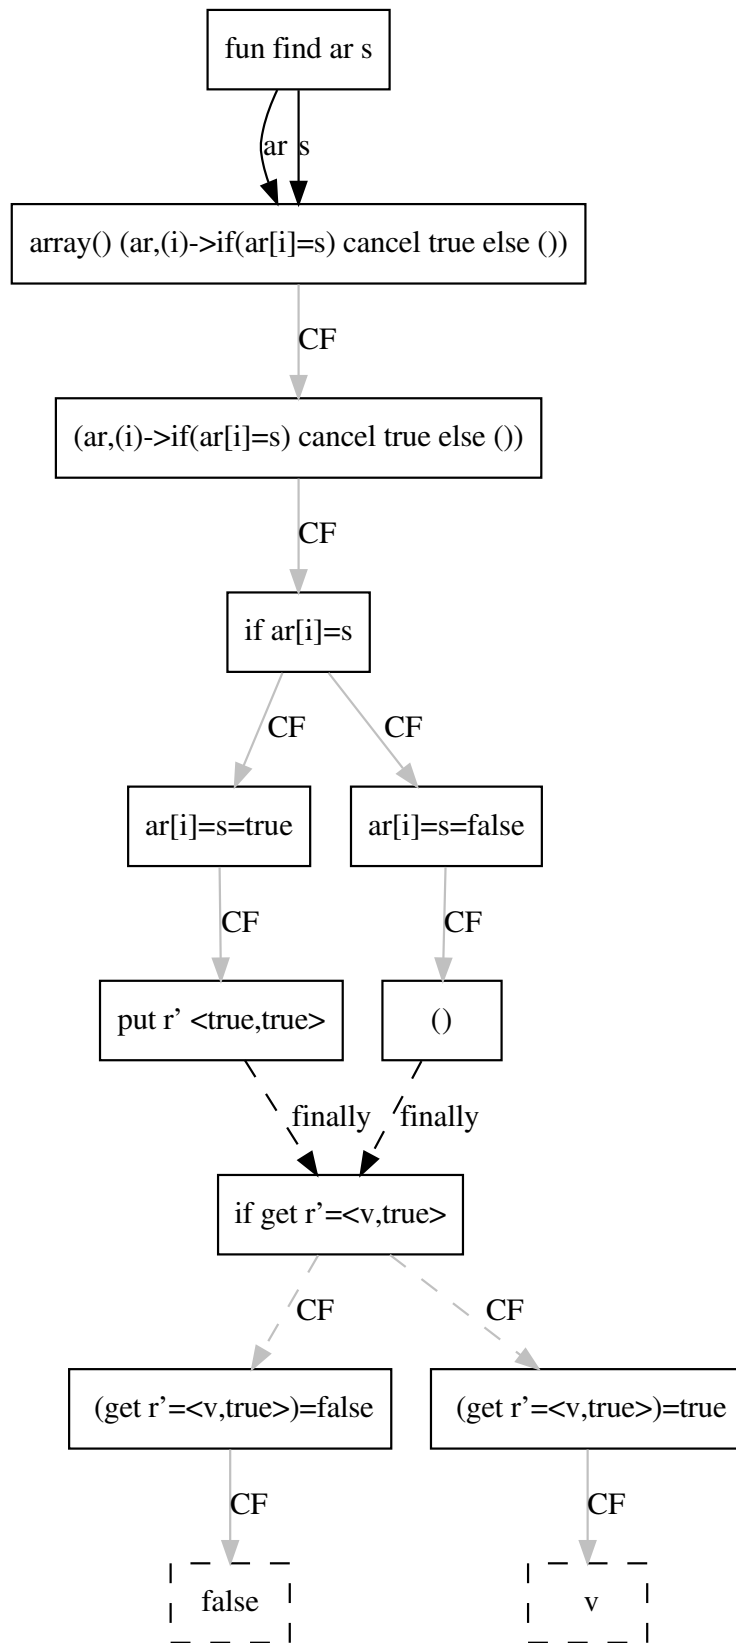 fun find ar s
ar s
array() (ar,(i)->if(ar[i]=s) cancel true else ())
CF
(ar,(i)->if(ar[i]=s) cancel true else ())
CF
if ar[i]=s
CF CF
ar[i]=s=true ar[i]=s=false
CF CF
put r’ <true,true> ()
finally finally
if get r’=<v,true>
CF CF
(get r’=<v,true>)=false (get r’=<v,true>)=true
CF CF
false v